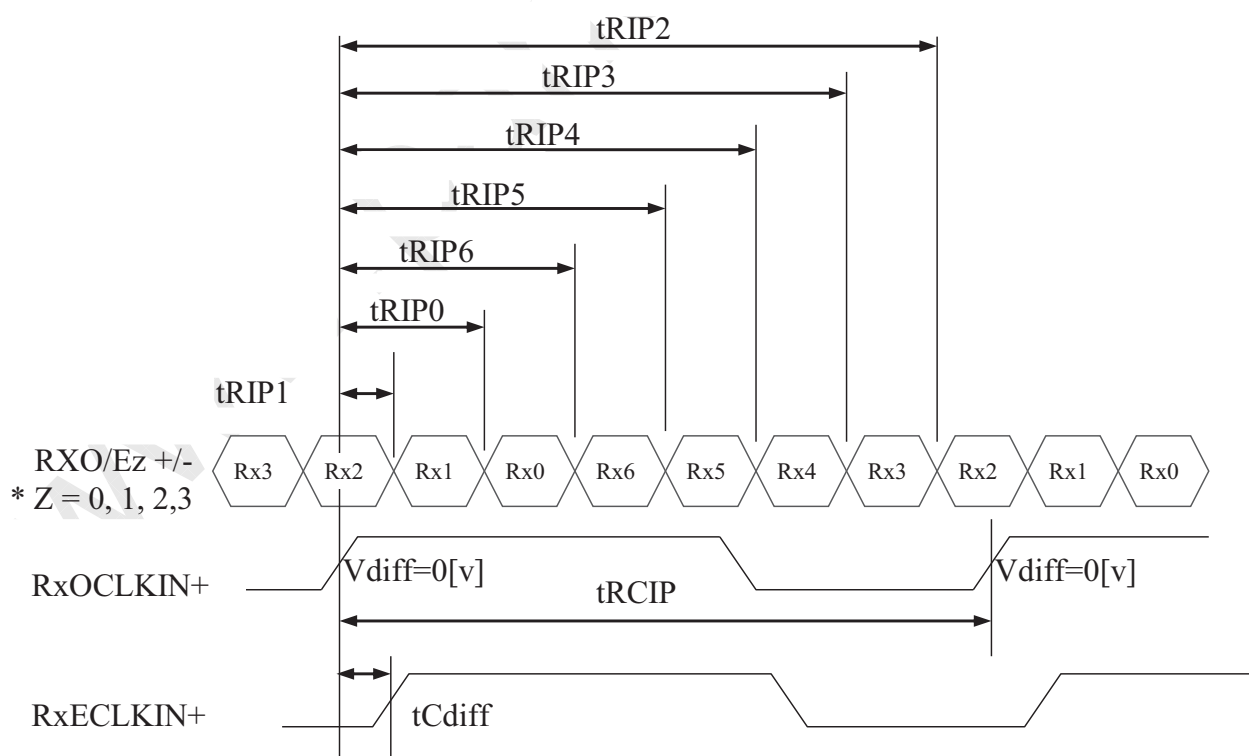 tRIP2
tRIP3
tRIP4
tRIP5
tRIP6
tRIP0
tRIP1
RXO/Ez +/-
* Z = 0, 1, 2,3
Rx3 Rx2 Rx1 Rx0 Rx6 Rx5 Rx4 Rx3 Rx2 Rx1 Rx0
RxOCLKIN+
Vdiff=0[v] Vdiff=0[v]
tRCIP
RxECLKIN+
tCdiff